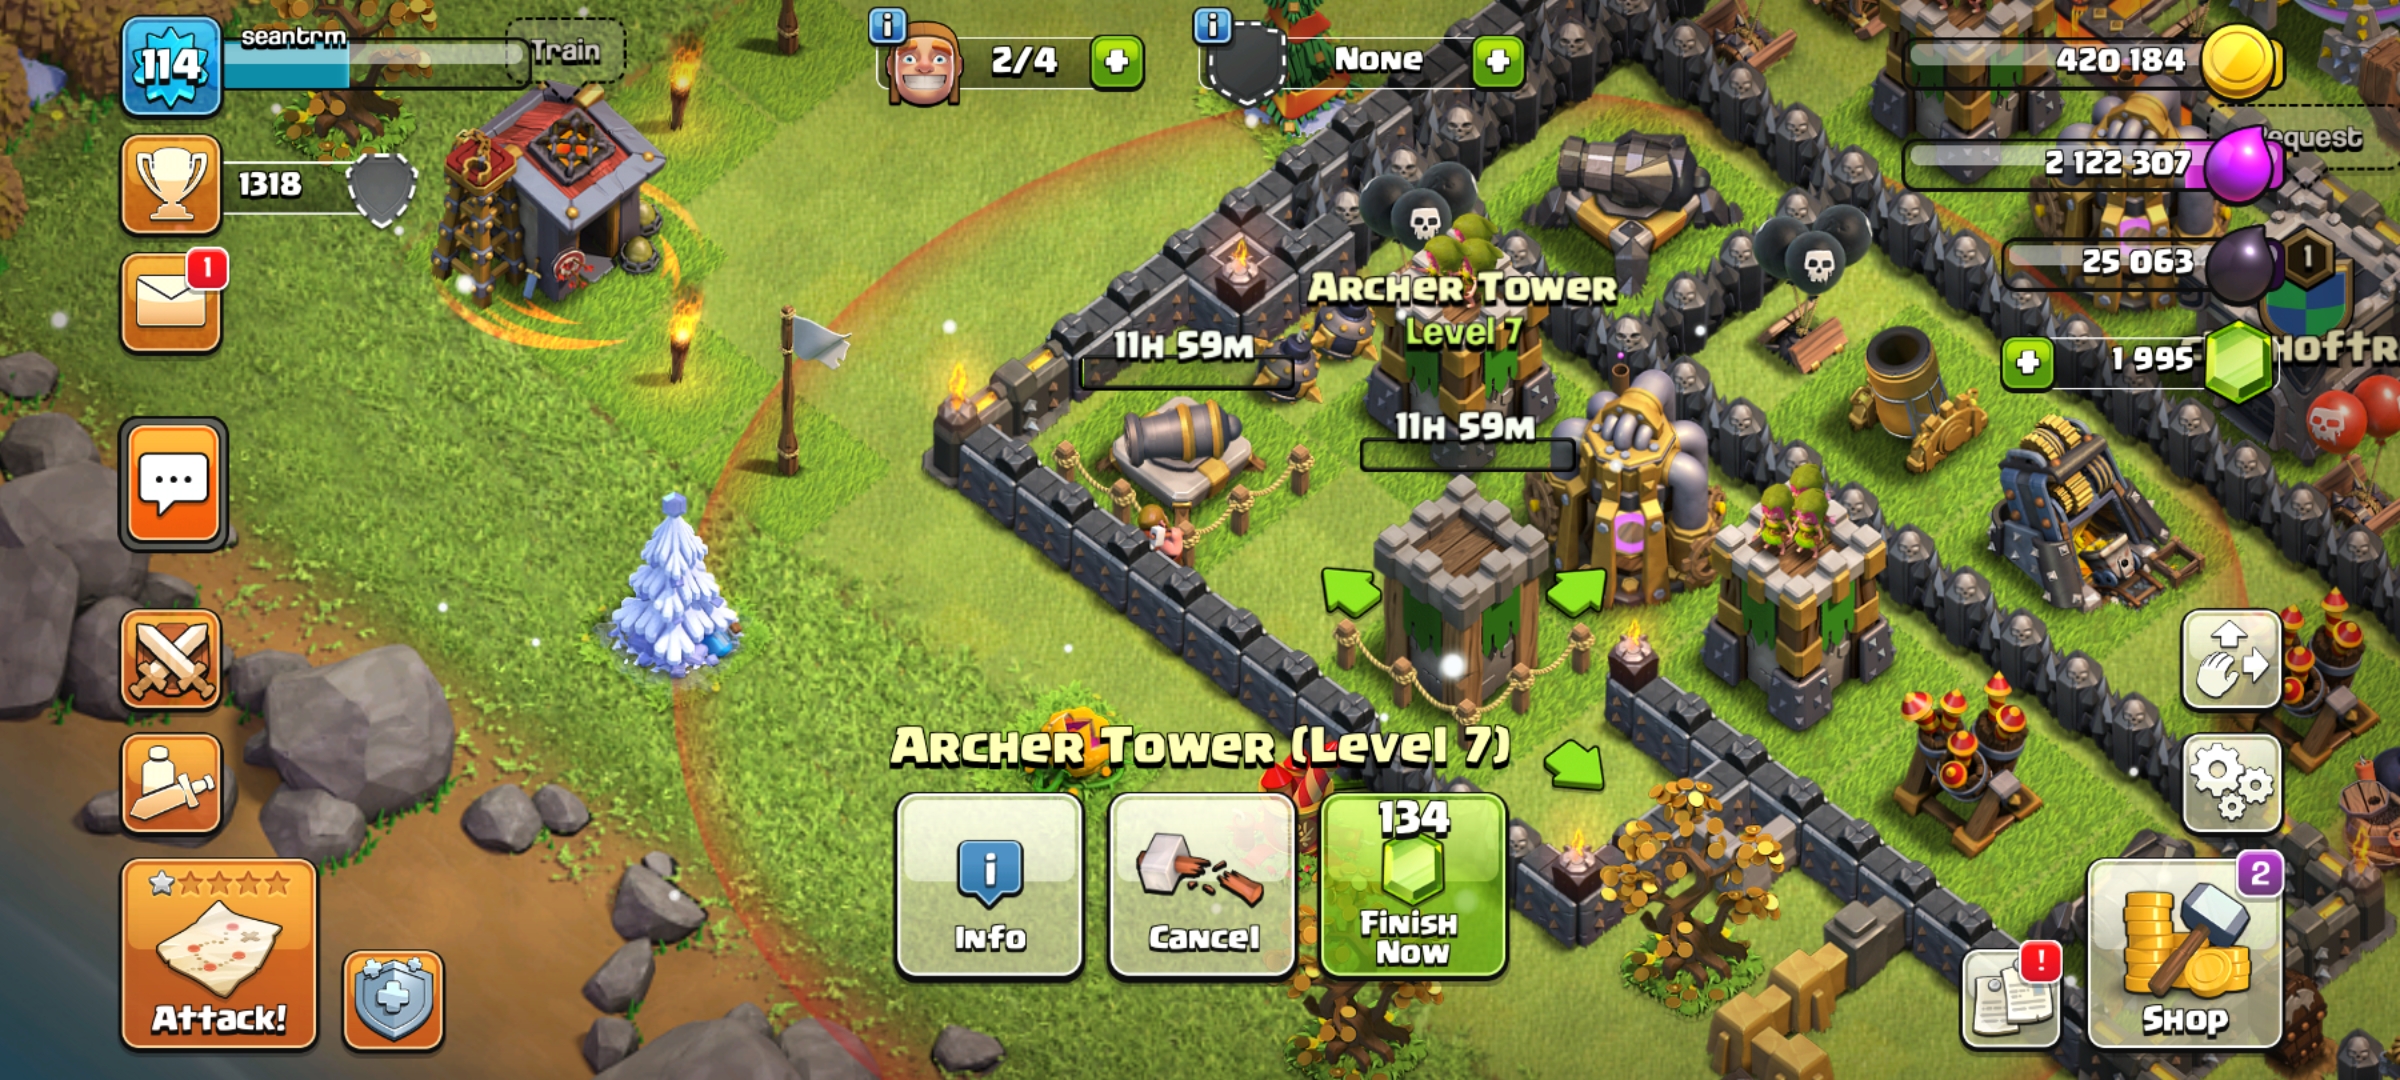 seantrm
114
Train
2/4
None
420 184
1318
Request
2 122 307
1
25 063
1
Archer Tower
Level 7
11H 59M
1 995
11H 59M
Archer Tower (Level 7)
134
Info
Cancel
Finish
Now
2
!
Attack!
Shop